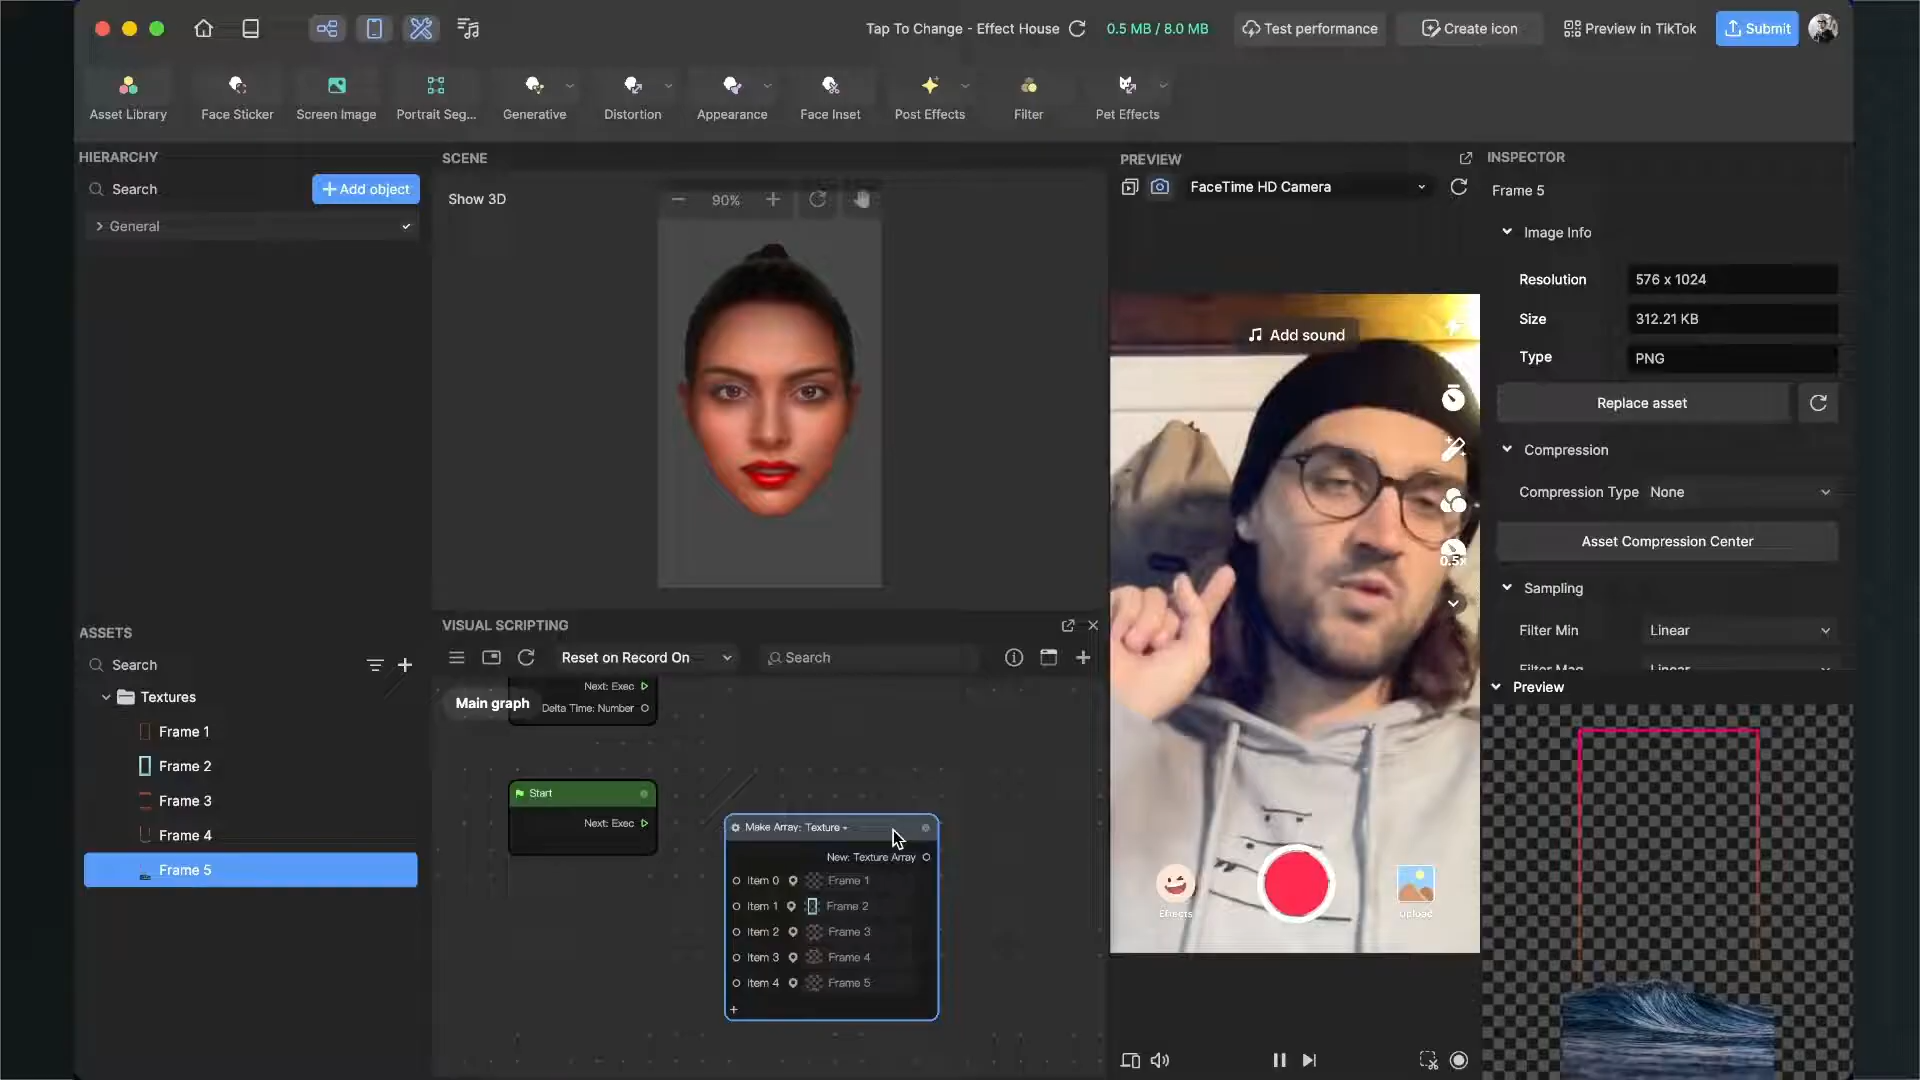 Tap To Change - Effect House
0.5 MB / 8.0 MB
Test performance
Create icon
Preview in TikTok
Submit
Asset Library
Face Sticker
Screen Image
Portrait Seg...
Generative
Distortion
Appearance
Face Inset
Post Effects
Filter
Pet Effects
HIERARCHY
Search
Add object
General
SCENE
Show 3D
90%
PREVIEW
FaceTime HD Camera
Add sound
0.5x
Effects
Upload
INSPECTOR
Frame 5
Image Info
Resolution 576 x 1024
Size 312.21 KB
Type PNG
Replace asset
Compression
Compression Type None
Asset Compression Center
Sampling
Filter Min Linear
Filter Mag Linear
Preview
ASSETS
Search
Textures
Frame 1
Frame 2
Frame 3
Frame 4
Frame 5
VISUAL SCRIPTING
Reset on Record On
Search
Main graph
Next: Exec
Delta Time: Number
Start
Next: Exec
Make Array: Texture
New: Texture Array
Item 0 Frame 1
Item 1 Frame 2
Item 2 Frame 3
Item 3 Frame 4
Item 4 Frame 5